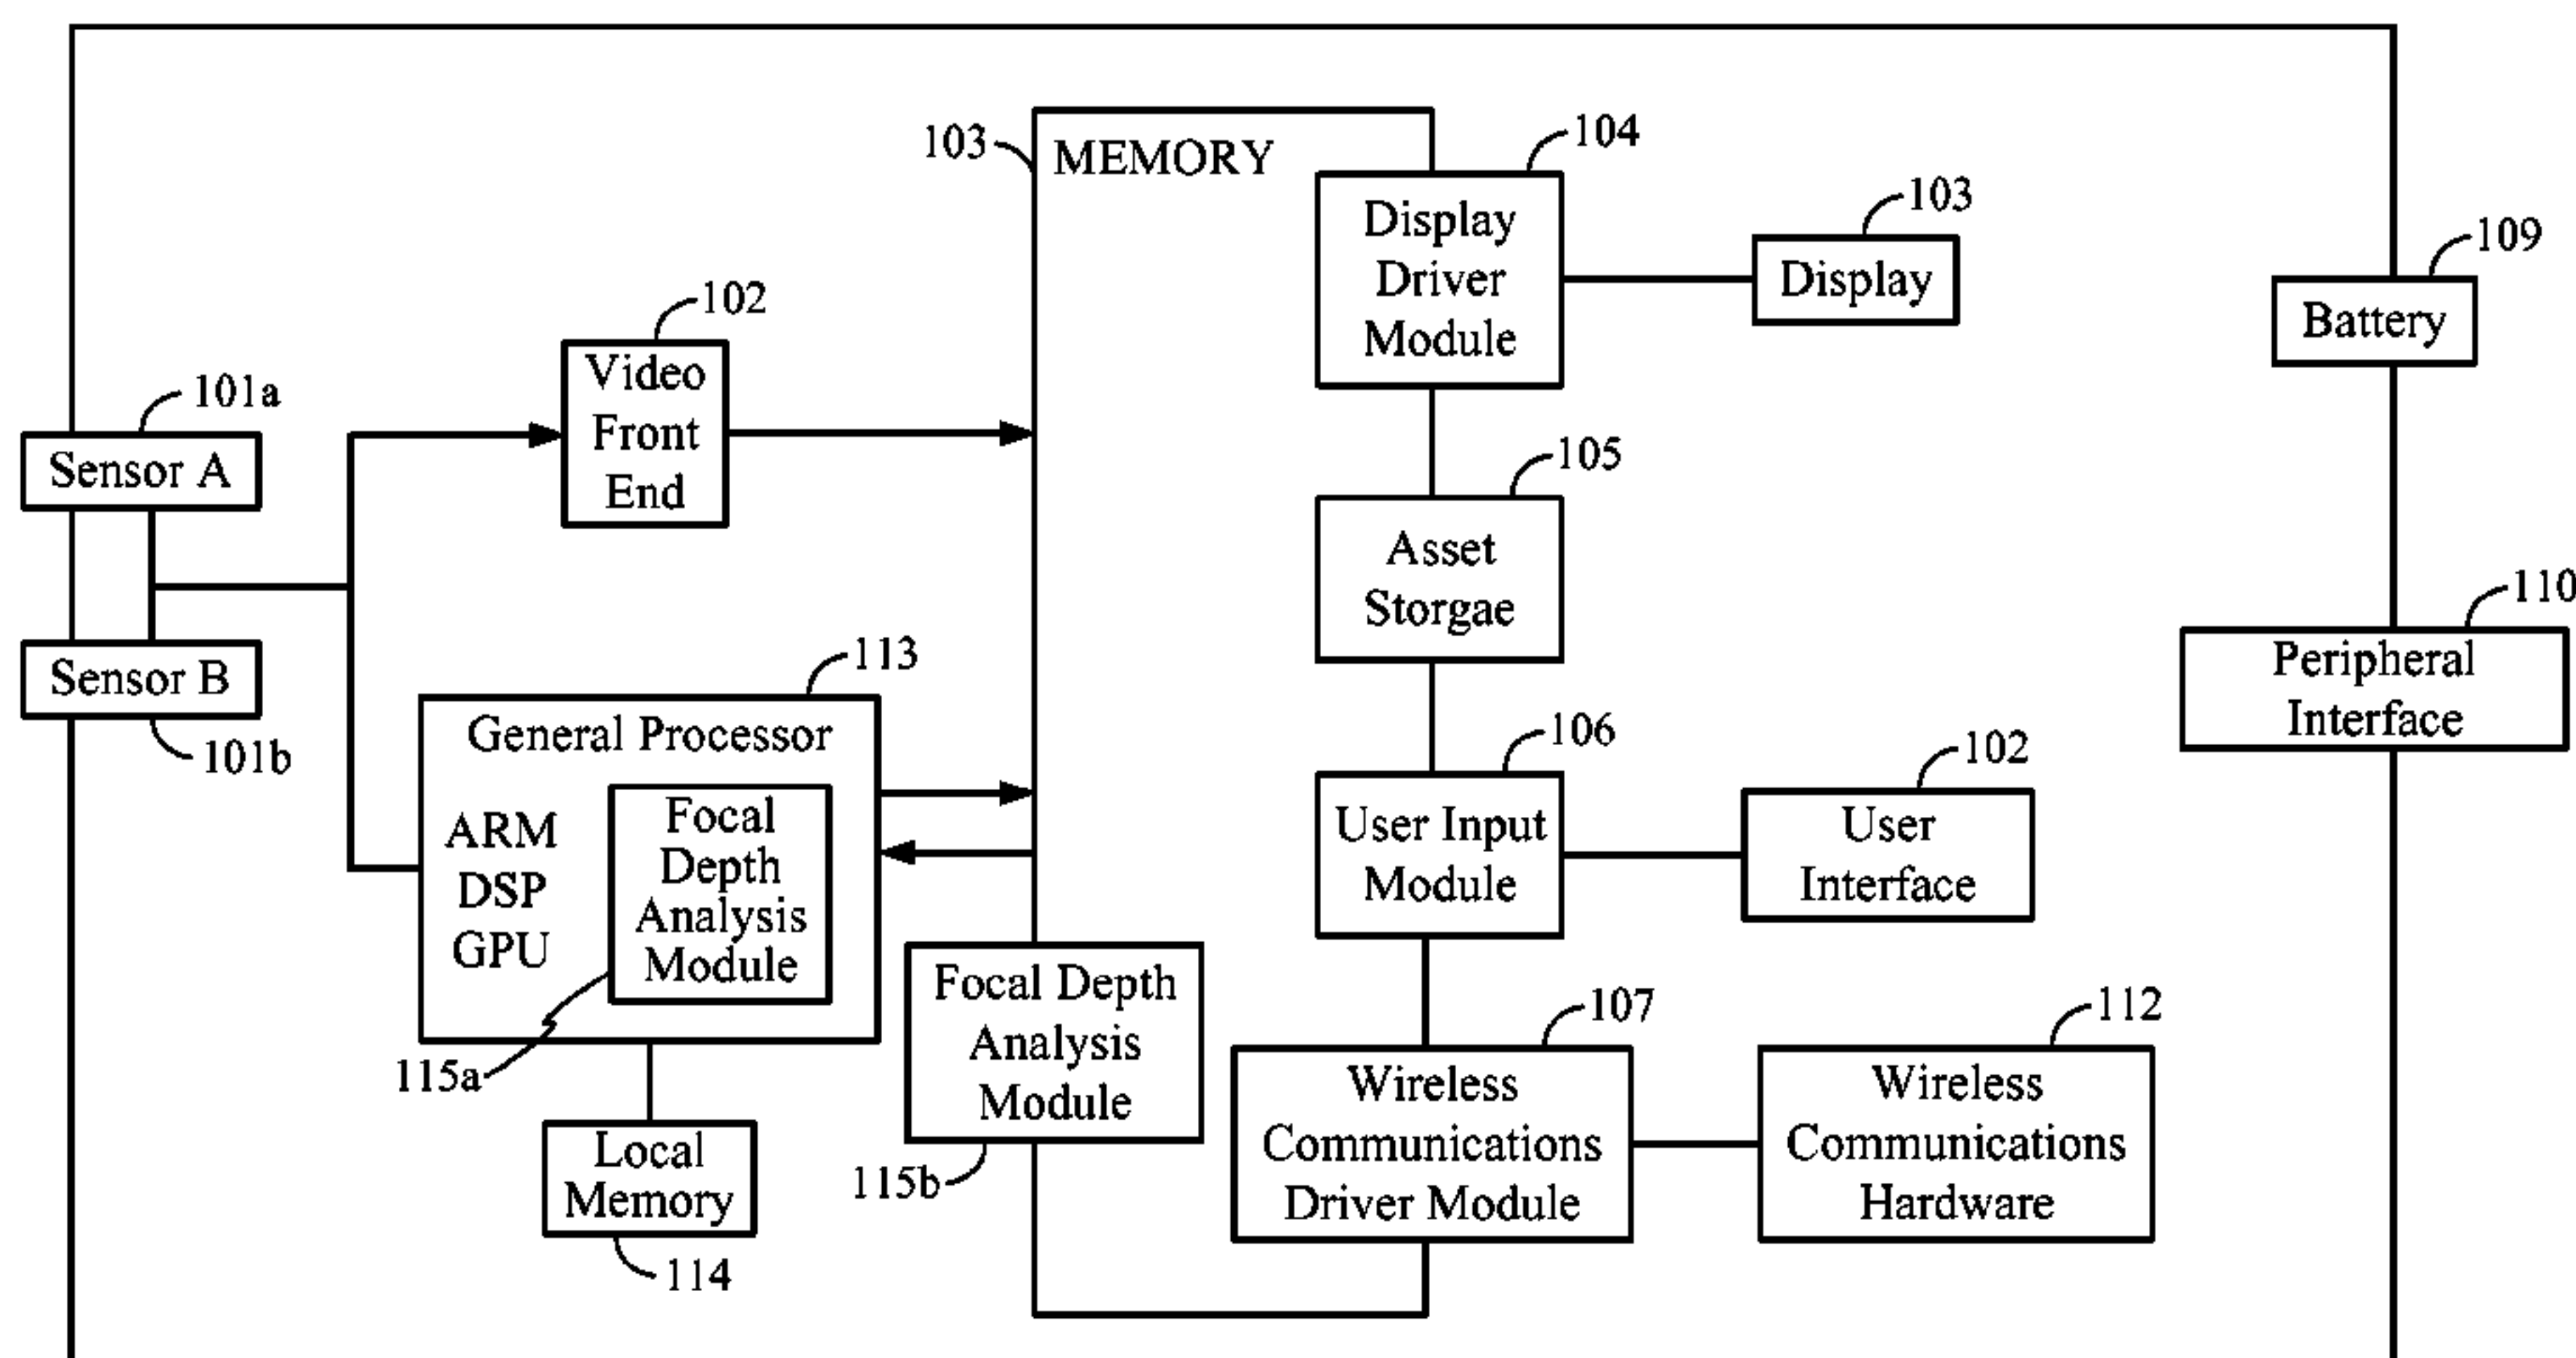 103
MEMORY
104
Display
Driver
Module
103
Display
109
Battery
102
Video
Front
End
101a
Sensor A
105
Asset
Storgae
110
Peripheral
Interface
Sensor B
101b
113
General Processor
ARM
DSP
GPU
Focal
Depth
Analysis
Module
115a
106
User Input
Module
102
User
Interface
Focal Depth
Analysis
Module
115b
107
Wireless
Communications
Driver Module
112
Wireless
Communications
Hardware
Local
Memory
114